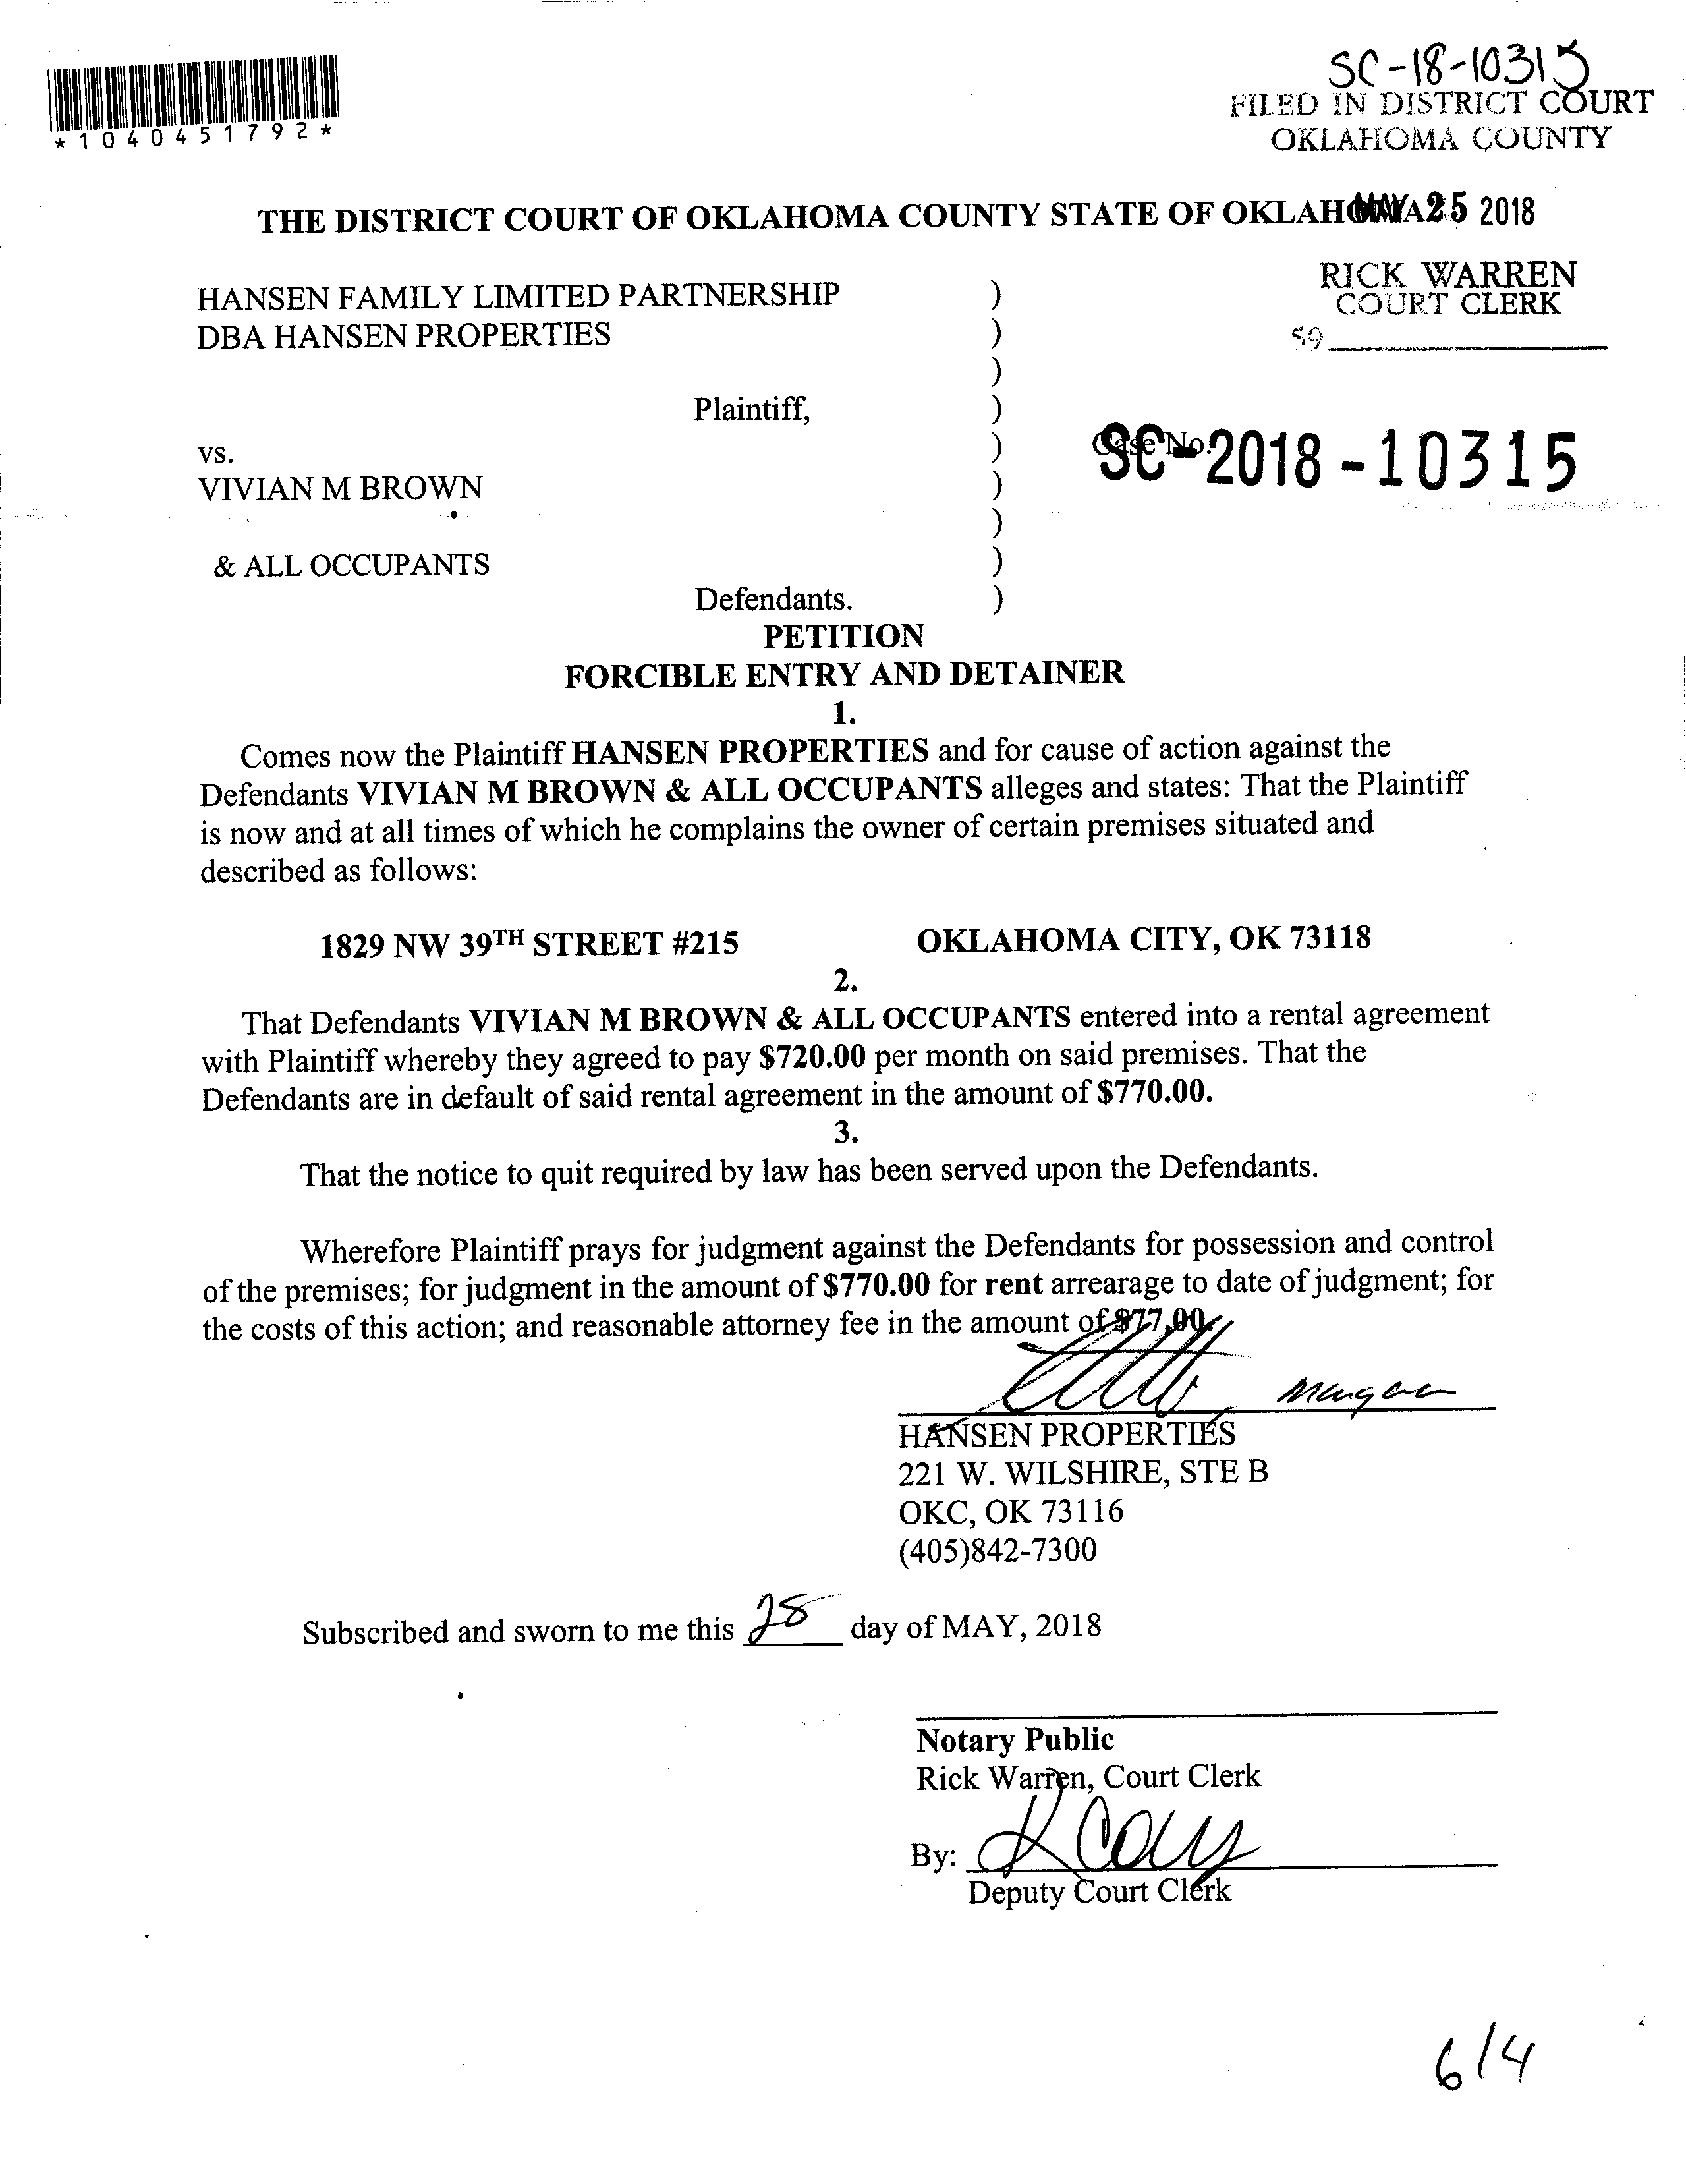 SC-18-10315
FILED IN DISTRICT COURT
OKLAHOMA COUNTY
*1040451792*
THE DISTRICT COURT OF OKLAHOMA COUNTY STATE OF OKLAHOMA
MAY 25 2018
RICK WARREN
COURT CLERK
59
HANSEN FAMILY LIMITED PARTNERSHIP )
DBA HANSEN PROPERTIES )
)
Plaintiff, )
vs. ) Case No.
SC-2018-10315
VIVIAN M BROWN )
)
& ALL OCCUPANTS )
Defendants. )
PETITION
FORCIBLE ENTRY AND DETAINER
1.
Comes now the Plaintiff HANSEN PROPERTIES and for cause of action against the
Defendants VIVIAN M BROWN & ALL OCCUPANTS alleges and states: That the Plaintiff
is now and at all times of which he complains the owner of certain premises situated and
described as follows:
1829 NW 39TH STREET #215 OKLAHOMA CITY, OK 73118
2.
That Defendants VIVIAN M BROWN & ALL OCCUPANTS entered into a rental agreement
with Plaintiff whereby they agreed to pay $720.00 per month on said premises. That the
Defendants are in default of said rental agreement in the amount of $770.00.
3.
That the notice to quit required by law has been served upon the Defendants.
Wherefore Plaintiff prays for judgment against the Defendants for possession and control
of the premises; for judgment in the amount of $770.00 for rent arrearage to date of judgment; for
the costs of this action; and reasonable attorney fee in the amount of $77.00.
HANSEN PROPERTIES
221 W. WILSHIRE, STE B
OKC, OK 73116
(405)842-7300
Subscribed and sworn to me this day of MAY, 2018
Notary Public
Rick Warren, Court Clerk
By:
Deputy Court Clerk
6/4